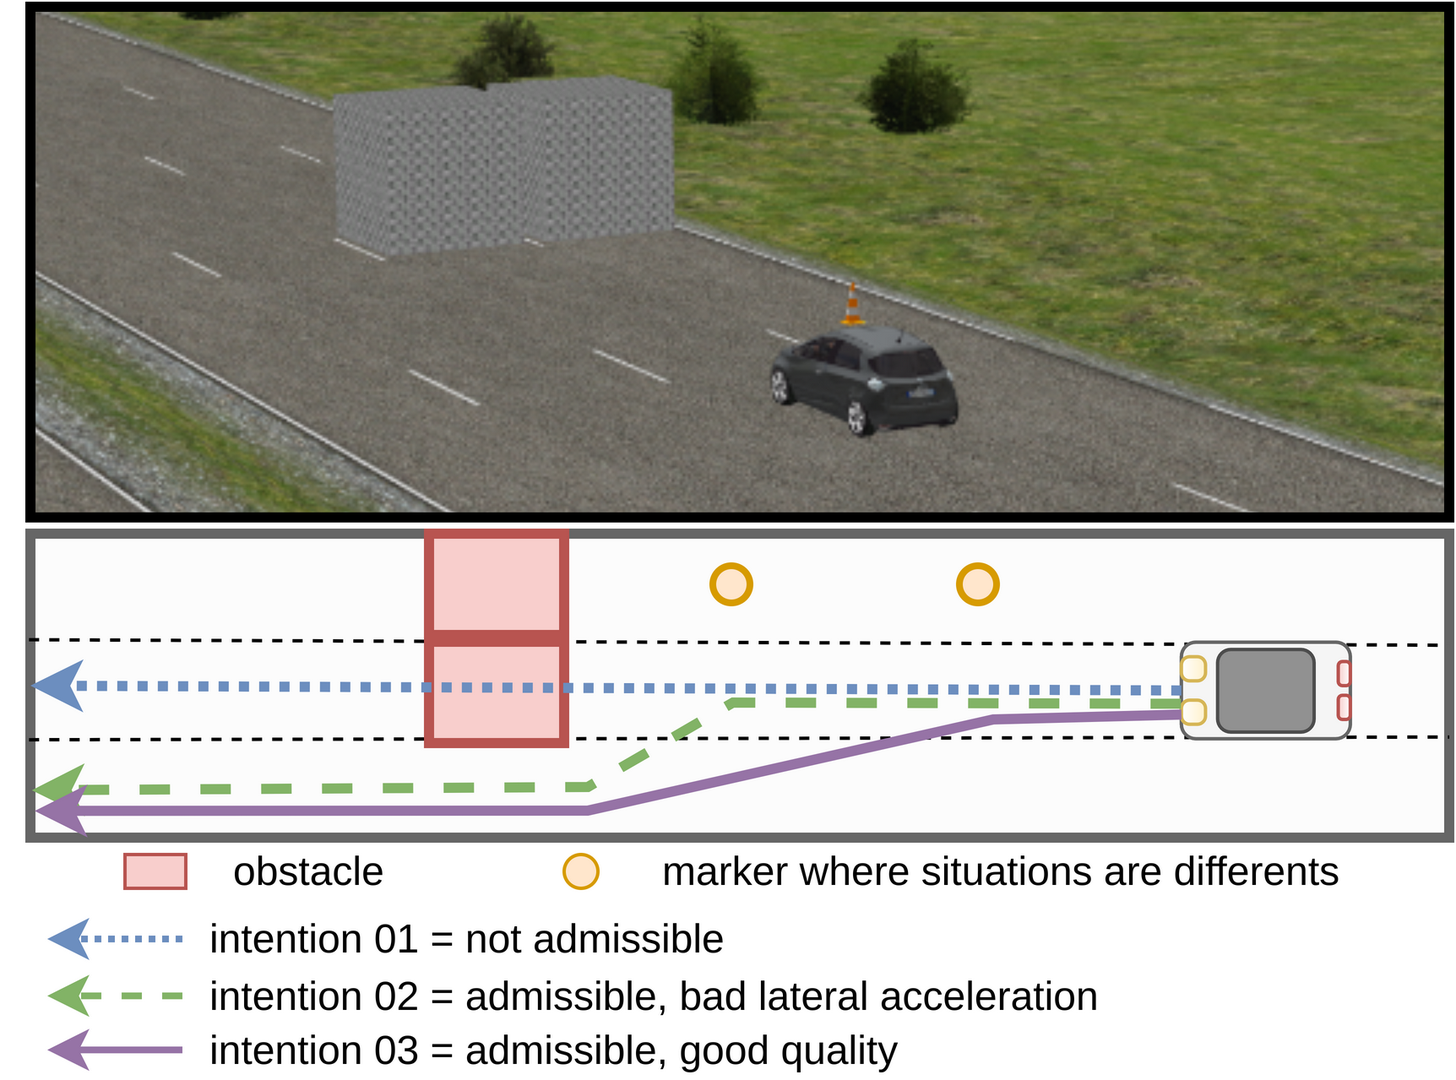 obstacle
marker where situations are differents
intention 01 = not admissible
intention 02 = admissible, bad lateral acceleration
intention 03 = admissible, good quality